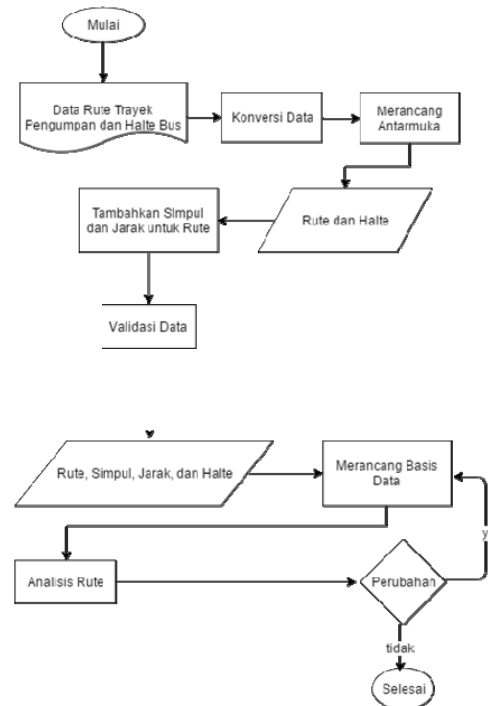 Mulai
Data Rute Trayek
Pengumpan dan Halte Bus
Konversi Data
Merancang
Antarmuka
Rute dan Halte
Tambahkan Simpul
dan Jarak untuk Rute
Validasi Data
Rute, Simpul, Jarak, dan Halte
Merancang Basis
Data
Analisis Rute
Perubahan
y
tidak
Selesai